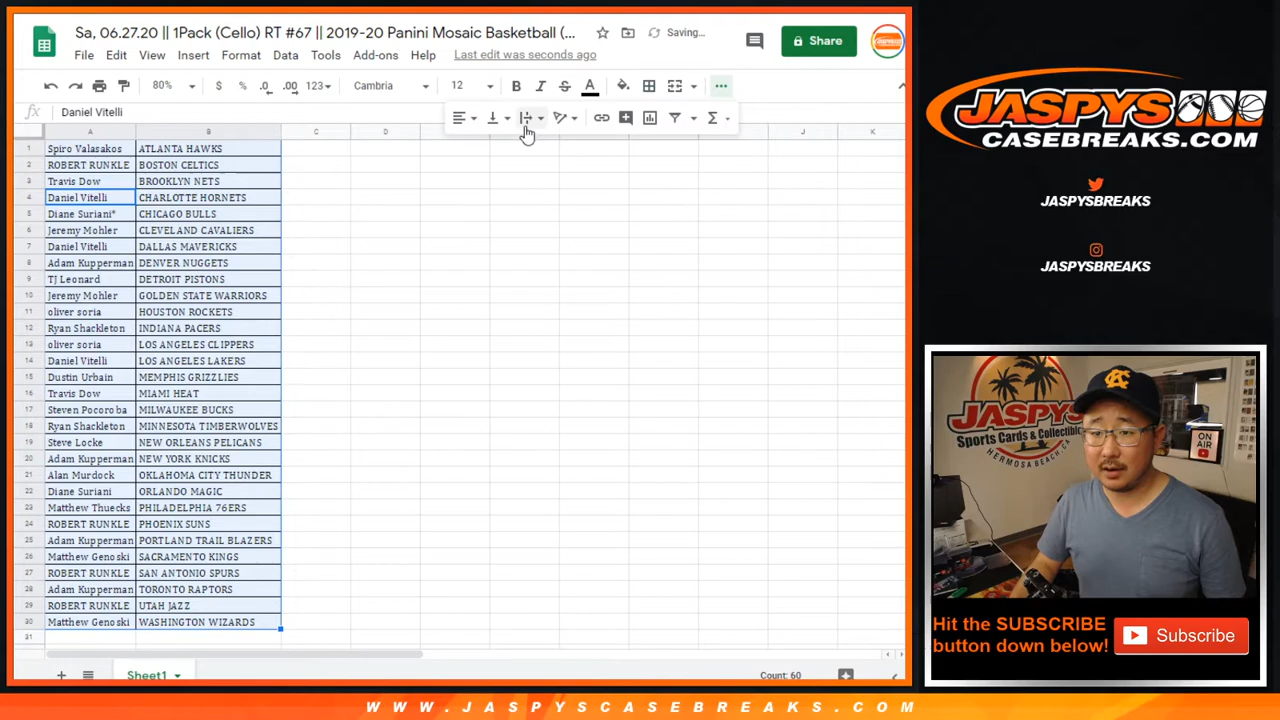 Sa, 06.27.20 || 1Pack (Cello) RT #67 || 2019-20 Panini Mosaic Basketball (...
Saving...
Share
File Edit View Insert Format Data Tools Add-ons Help Last edit was seconds ago
80% $ % .0 .00 123 Cambria 12 B I S A
fx Daniel Vitelli
A B C D E F G H I J K
1 Spiro Valasakos ATLANTA HAWKS
2 ROBERT RUNKLE BOSTON CELTICS
3 Travis Dow BROOKLYN NETS
4 Daniel Vitelli CHARLOTTE HORNETS
5 Diane Suriani* CHICAGO BULLS
6 Jeremy Mohler CLEVELAND CAVALIERS
7 Daniel Vitelli DALLAS MAVERICKS
8 Adam Kupperman DENVER NUGGETS
9 TJ Leonard DETROIT PISTONS
10 Jeremy Mohler GOLDEN STATE WARRIORS
11 oliver soria HOUSTON ROCKETS
12 Ryan Shackleton INDIANA PACERS
13 oliver soria LOS ANGELES CLIPPERS
14 Daniel Vitelli LOS ANGELES LAKERS
15 Dustin Urbain MEMPHIS GRIZZLIES
16 Travis Dow MIAMI HEAT
17 Steven Pocoroba MILWAUKEE BUCKS
18 Ryan Shackleton MINNESOTA TIMBERWOLVES
19 Steve Locke NEW ORLEANS PELICANS
20 Adam Kupperman NEW YORK KNICKS
21 Alan Murdock OKLAHOMA CITY THUNDER
22 Diane Suriani ORLANDO MAGIC
23 Matthew Thuecks PHILADELPHIA 76ERS
24 ROBERT RUNKLE PHOENIX SUNS
25 Adam Kupperman PORTLAND TRAIL BLAZERS
26 Matthew Genoski SACRAMENTO KINGS
27 ROBERT RUNKLE SAN ANTONIO SPURS
28 Adam Kupperman TORONTO RAPTORS
29 ROBERT RUNKLE UTAH JAZZ
30 Matthew Genoski WASHINGTON WIZARDS
31
Sheet1 Count: 60
JASPYS
CASEBREAKS.COM
JASPYSBREAKS
JASPYSBREAKS
JASPYS
Sports Cards & Collectibles
HERMOSA BEACH, CA
ON AIR
Hit the SUBSCRIBE
button down below!
Subscribe
WWW.JASPYSCASEBREAKS.COM